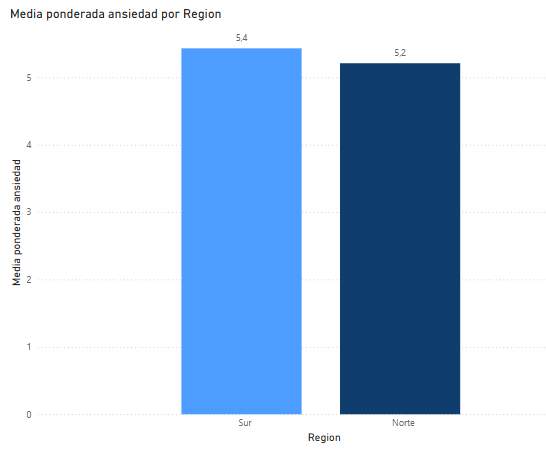 Media ponderada ansiedad por Region
5,4
5,2
5
4
3
2
1
0
Media ponderada ansiedad
Sur
Norte
Region